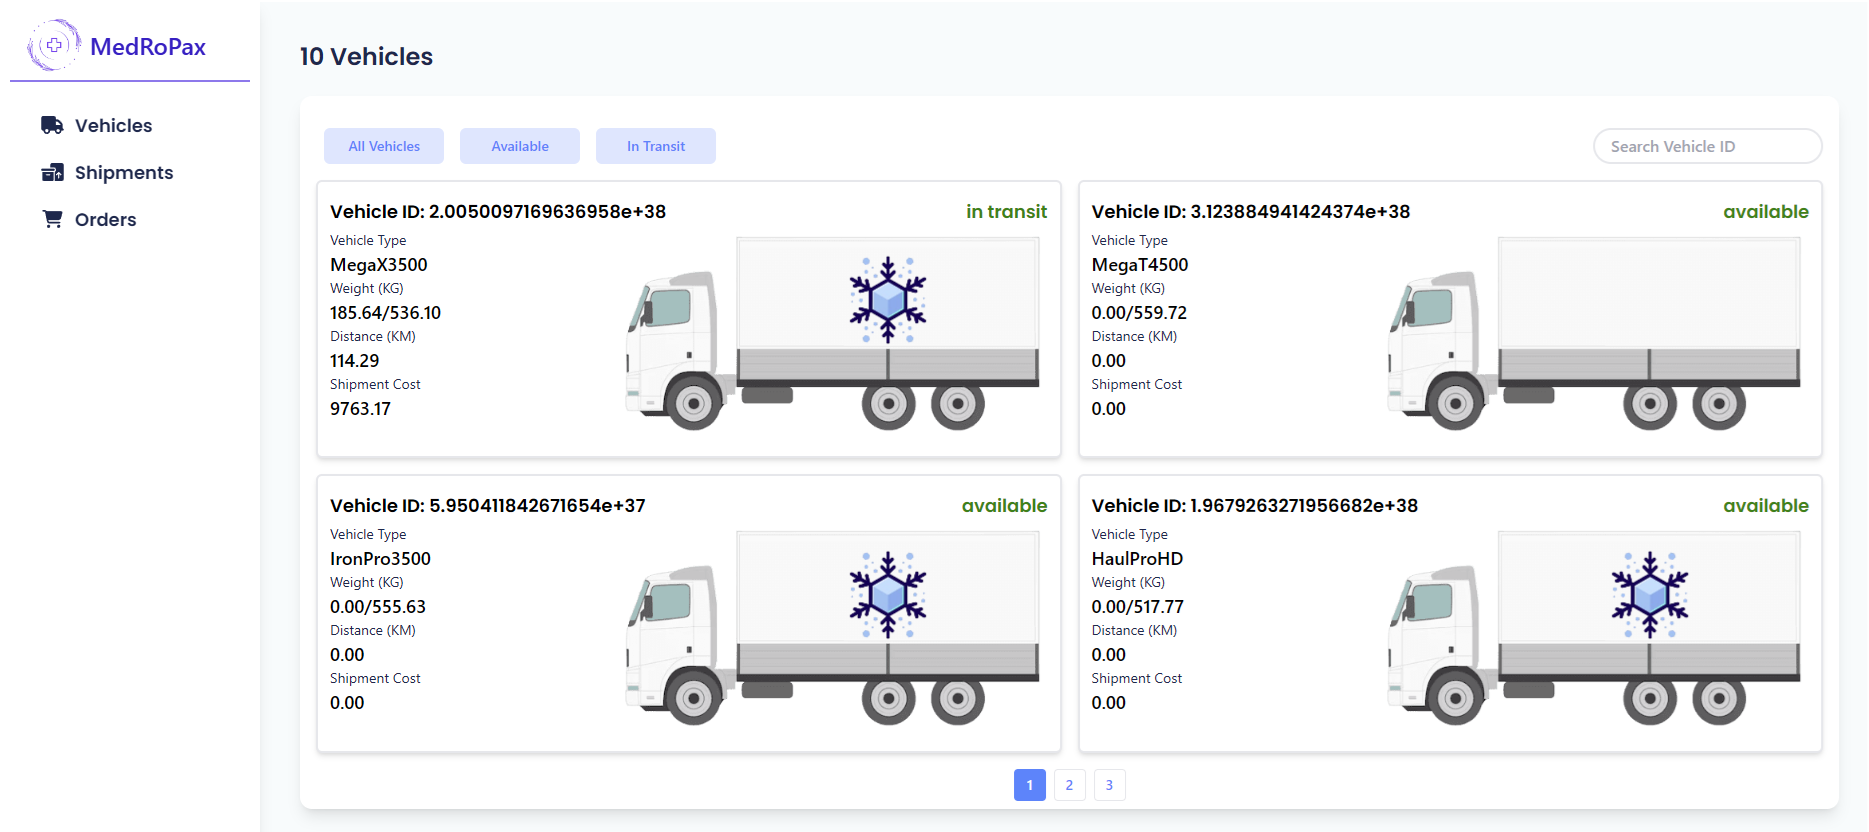 MedRoPax
Vehicles
Shipments
Orders
10 Vehicles
All Vehicles
Available
In Transit
Search Vehicle ID
Vehicle ID: 2.0050097169636958e+38
in transit
Vehicle Type
MegaX3500
Weight (KG)
185.64/536.10
Distance (KM)
114.29
Shipment Cost
9763.17
Vehicle ID: 3.123884941424374e+38
available
Vehicle Type
MegaT4500
Weight (KG)
0.00/559.72
Distance (KM)
0.00
Shipment Cost
0.00
Vehicle ID: 5.950411842671654e+37
available
Vehicle Type
IronPro3500
Weight (KG)
0.00/555.63
Distance (KM)
0.00
Shipment Cost
0.00
Vehicle ID: 1.9679263271956682e+38
available
Vehicle Type
HaulProHD
Weight (KG)
0.00/517.77
Distance (KM)
0.00
Shipment Cost
0.00
1
2
3